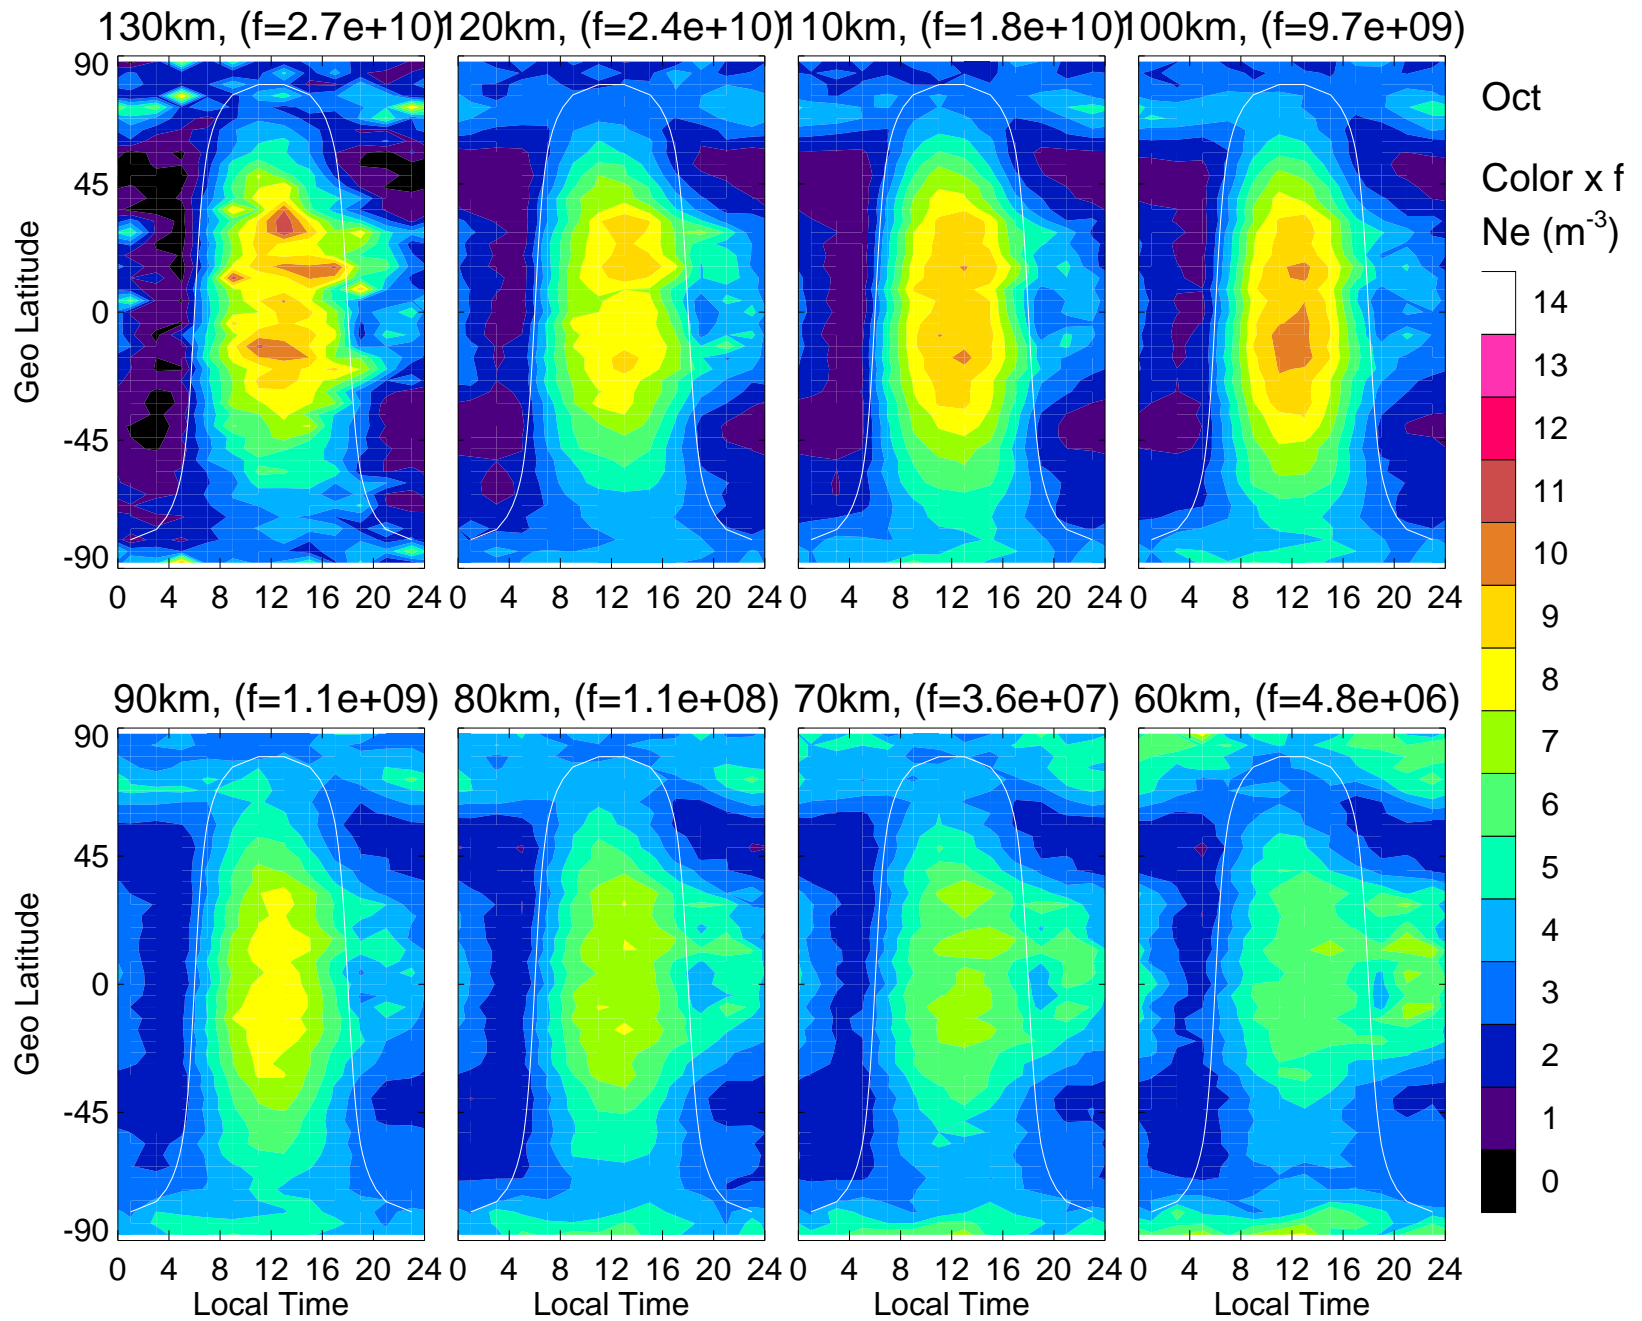 130km, (f=2.7e+10)
120km, (f=2.4e+10)
110km, (f=1.8e+10)
100km, (f=9.7e+09)
Oct
Color x f
Ne (m-3)
Geo Latitude
90
45
0
-45
-90
0 4 8 12 16 20 24
0 4 8 12 16 20 24
0 4 8 12 16 20 24
0 4 8 12 16 20 24
14
13
12
11
10
9
8
7
6
5
4
3
2
1
0
90km, (f=1.1e+09)
80km, (f=1.1e+08)
70km, (f=3.6e+07)
60km, (f=4.8e+06)
Geo Latitude
90
45
0
-45
-90
0 4 8 12 16 20 24
0 4 8 12 16 20 24
0 4 8 12 16 20 24
0 4 8 12 16 20 24
Local Time
Local Time
Local Time
Local Time